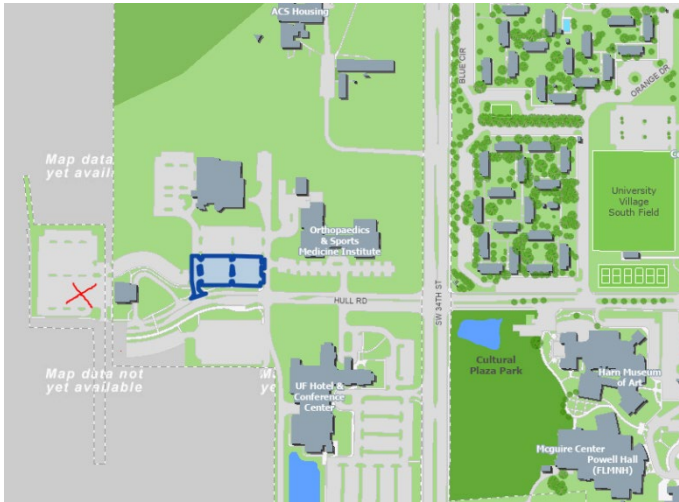 ACS Housing
BLUE CIR
ORANGE DR
Map data
yet avail
University
Village
South Field
Orthopaedics
& Sports
Medicine Institute
HULL RD
SW 34TH ST
Map data not
yet available
UF Hotel &
Conference
Center
Cultural
Plaza Park
Harn Museum
of Art
Mcguire Center
Powell Hall
(FLMNH)